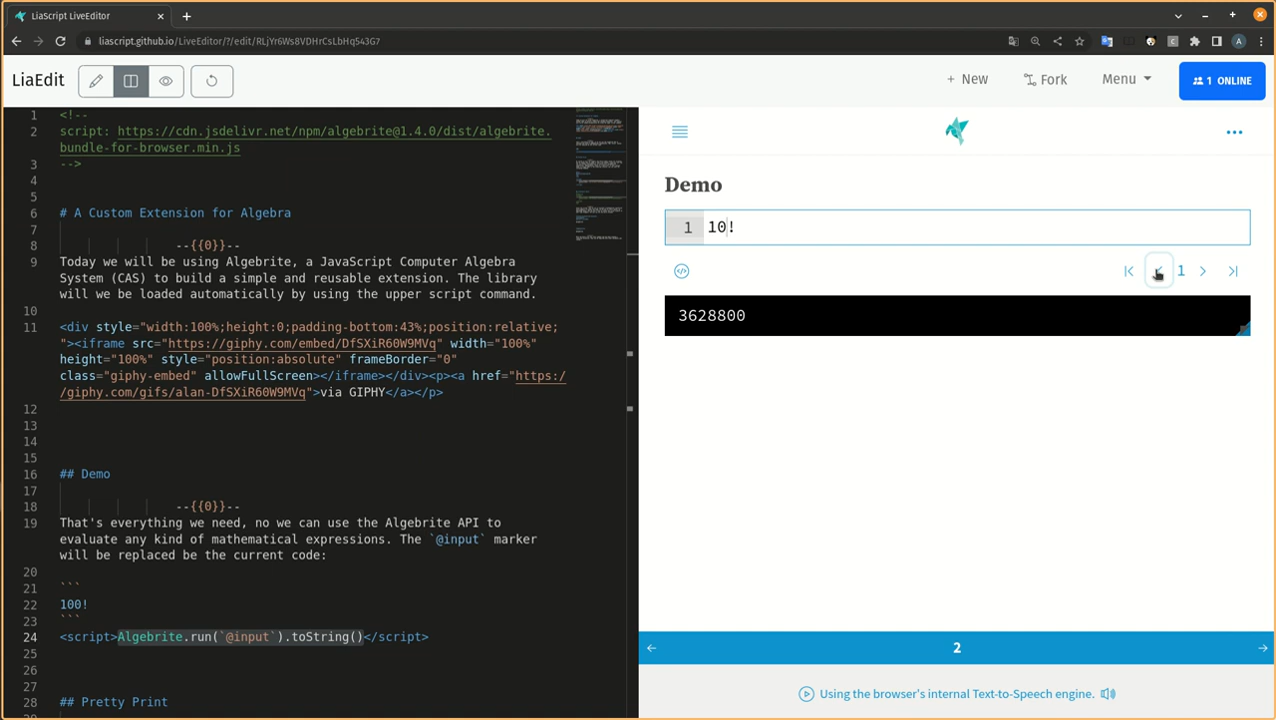 LiaScript LiveEditor
liascript.github.io/LiveEditor/?/edit/RLjYr6Ws8VDHrCsLbHq543G7
A
LiaEdit
+ New
Fork
Menu
1 ONLINE
1 <!--
2 script: https://cdn.jsdelivr.net/npm/algebrite@1.4.0/dist/algebrite.
bundle-for-browser.min.js
3 -->
4
5
6 # A Custom Extension for Algebra
7
8 --{{0}}--
9 Today we will be using Algebrite, a JavaScript Computer Algebra
System (CAS) to build a simple and reusable extension. The library
will we be loaded automatically by using the upper script command.
10
11 <div style="width:100%;height:0;padding-bottom:43%;position:relative;
"><iframe src="https://giphy.com/embed/DfSXiR60W9MVq" width="100%"
height="100%" style="position:absolute" frameBorder="0"
class="giphy-embed" allowFullScreen></iframe></div><p><a href="https:/
/giphy.com/gifs/alan-DfSXiR60W9MVq">via GIPHY</a></p>
12
13
14
15
16 ## Demo
17
18 --{{0}}--
19 That's everything we need, no we can use the Algebrite API to
evaluate any kind of mathematical expressions. The `@input` marker
will be replaced be the current code:
20
21 ```
22 100!
23 ```
24 <script>Algebrite.run(`@input`).toString()</script>
25
26
27
28 ## Pretty Print
29
Demo
1 10!
1
3628800
2
Using the browser's internal Text-to-Speech engine.